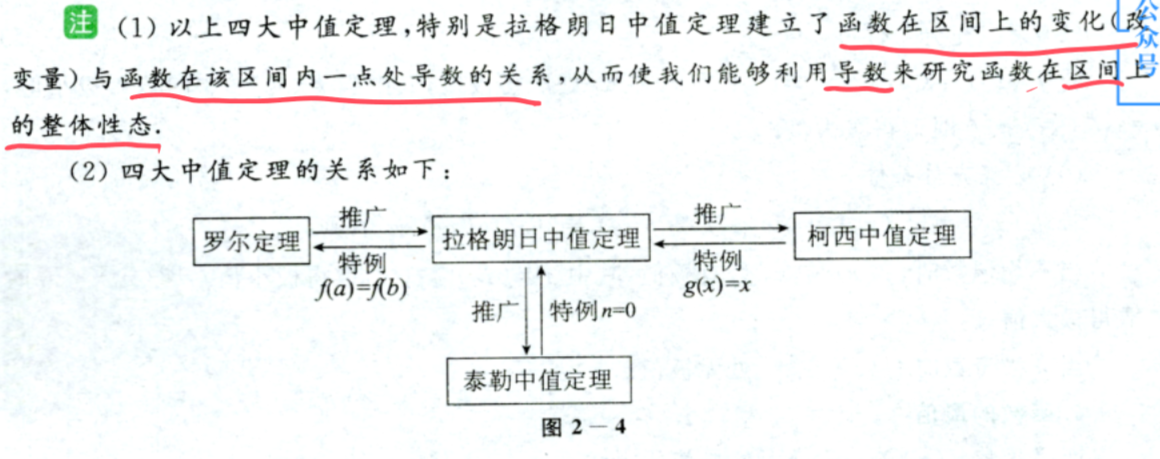 注 (1) 以上四大中值定理,特别是拉格朗日中值定理建立了函数在区间上的变化(改
变量)与函数在该区间内一点处导数的关系,从而使我们能够利用导数来研究函数在区间上
的整体性态.
公众号
(2) 四大中值定理的关系如下:
罗尔定理
推广
特例
f(a)=f(b)
拉格朗日中值定理
推广
特例
g(x)=x
柯西中值定理
推广
特例n=0
泰勒中值定理
图 2-4